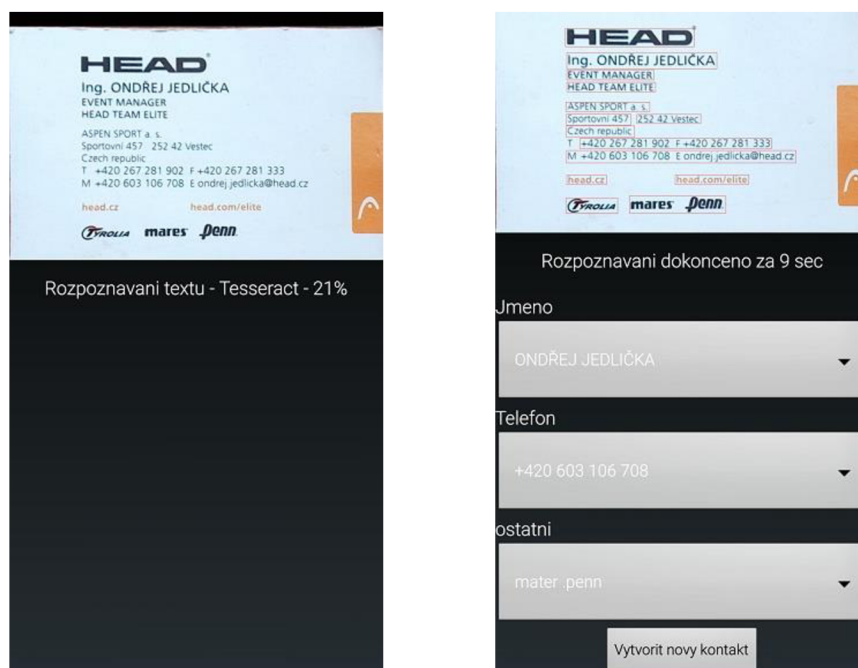 HEAD
Ing. ONDŘEJ JEDLIČKA
EVENT MANAGER
HEAD TEAM ELITE
ASPEN SPORT a. s.
Sportovní 457 252 42 Vestec
Czech republic
T +420 267 281 902 F +420 267 281 333
M +420 603 106 708 E ondrej jedlicka@head.cz
head.cz head.com/elite
TYROLIA mares penn
Rozpoznavani textu - Tesseract - 21%
HEAD
Ing. ONDŘEJ JEDLIČKA
EVENT MANAGER
HEAD TEAM ELITE
ASPEN SPORT a. s.
Sportovní 457 252 42 Vestec
Czech republic
T +420 267 281 902 F +420 267 281 333
M +420 603 106 708 E ondrej jedlicka@head.cz
head.cz head.com/elite
TYROLIA mares penn
Rozpoznavani dokonceno za 9 sec
Jmeno
ONDŘEJ JEDLIČKA
Telefon
+420 603 106 708
ostatni
mater .penn
Vytvorit novy kontakt